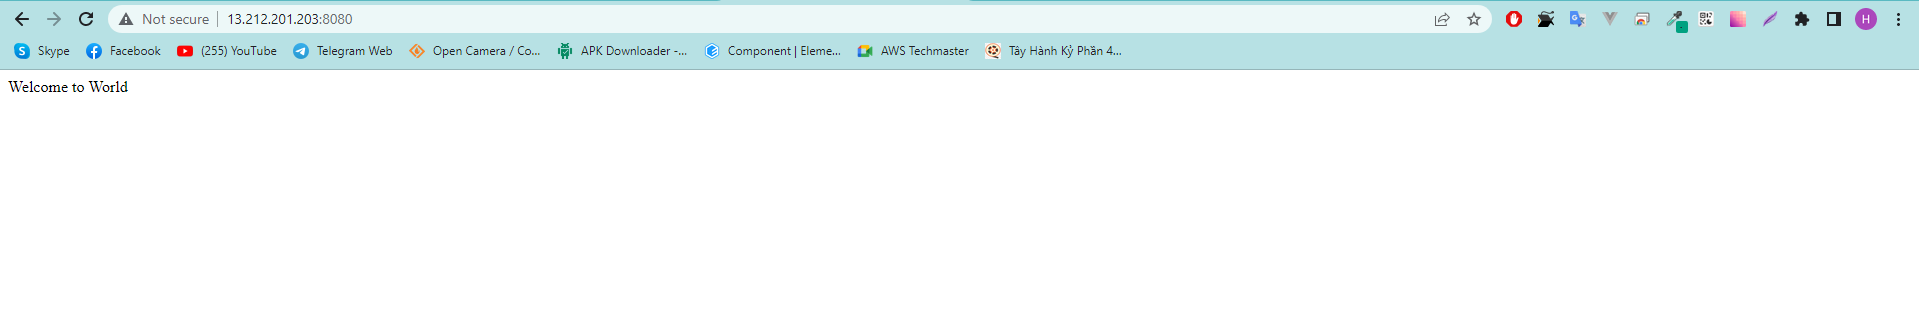 Not secure 13.212.201.203:8080 H
Skype Facebook (255) YouTube Telegram Web Open Camera / Co... APK Downloader -... Component | Eleme... AWS Techmaster Tây Hành Kỷ Phần 4...
Welcome to World